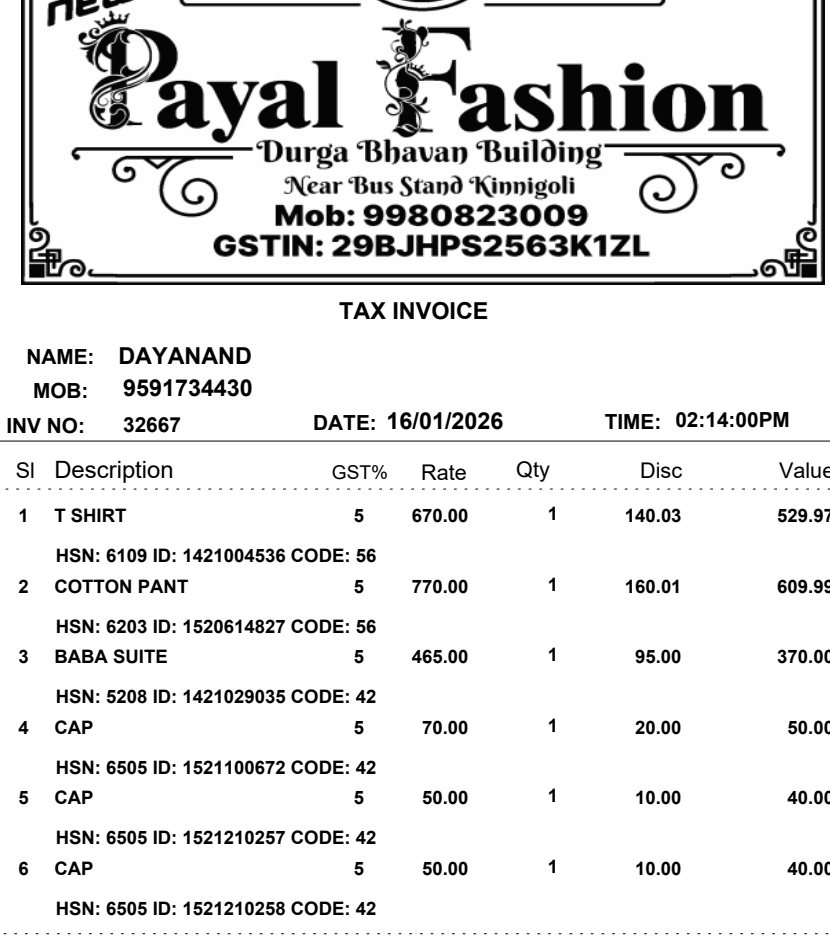 new
Payal Fashion
Durga Bhavan Building
Near Bus Stand Kinnigoli
Mob: 9980823009
GSTIN: 29BJHPS2563K1ZL
TAX INVOICE
NAME: DAYANAND
MOB: 9591734430
INV NO: 32667 DATE: 16/01/2026 TIME: 02:14:00PM
Sl Description GST% Rate Qty Disc Value
1 T SHIRT 5 670.00 1 140.03 529.97
HSN: 6109 ID: 1421004536 CODE: 56
2 COTTON PANT 5 770.00 1 160.01 609.99
HSN: 6203 ID: 1520614827 CODE: 56
3 BABA SUITE 5 465.00 1 95.00 370.00
HSN: 5208 ID: 1421029035 CODE: 42
4 CAP 5 70.00 1 20.00 50.00
HSN: 6505 ID: 1521100672 CODE: 42
5 CAP 5 50.00 1 10.00 40.00
HSN: 6505 ID: 1521210257 CODE: 42
6 CAP 5 50.00 1 10.00 40.00
HSN: 6505 ID: 1521210258 CODE: 42